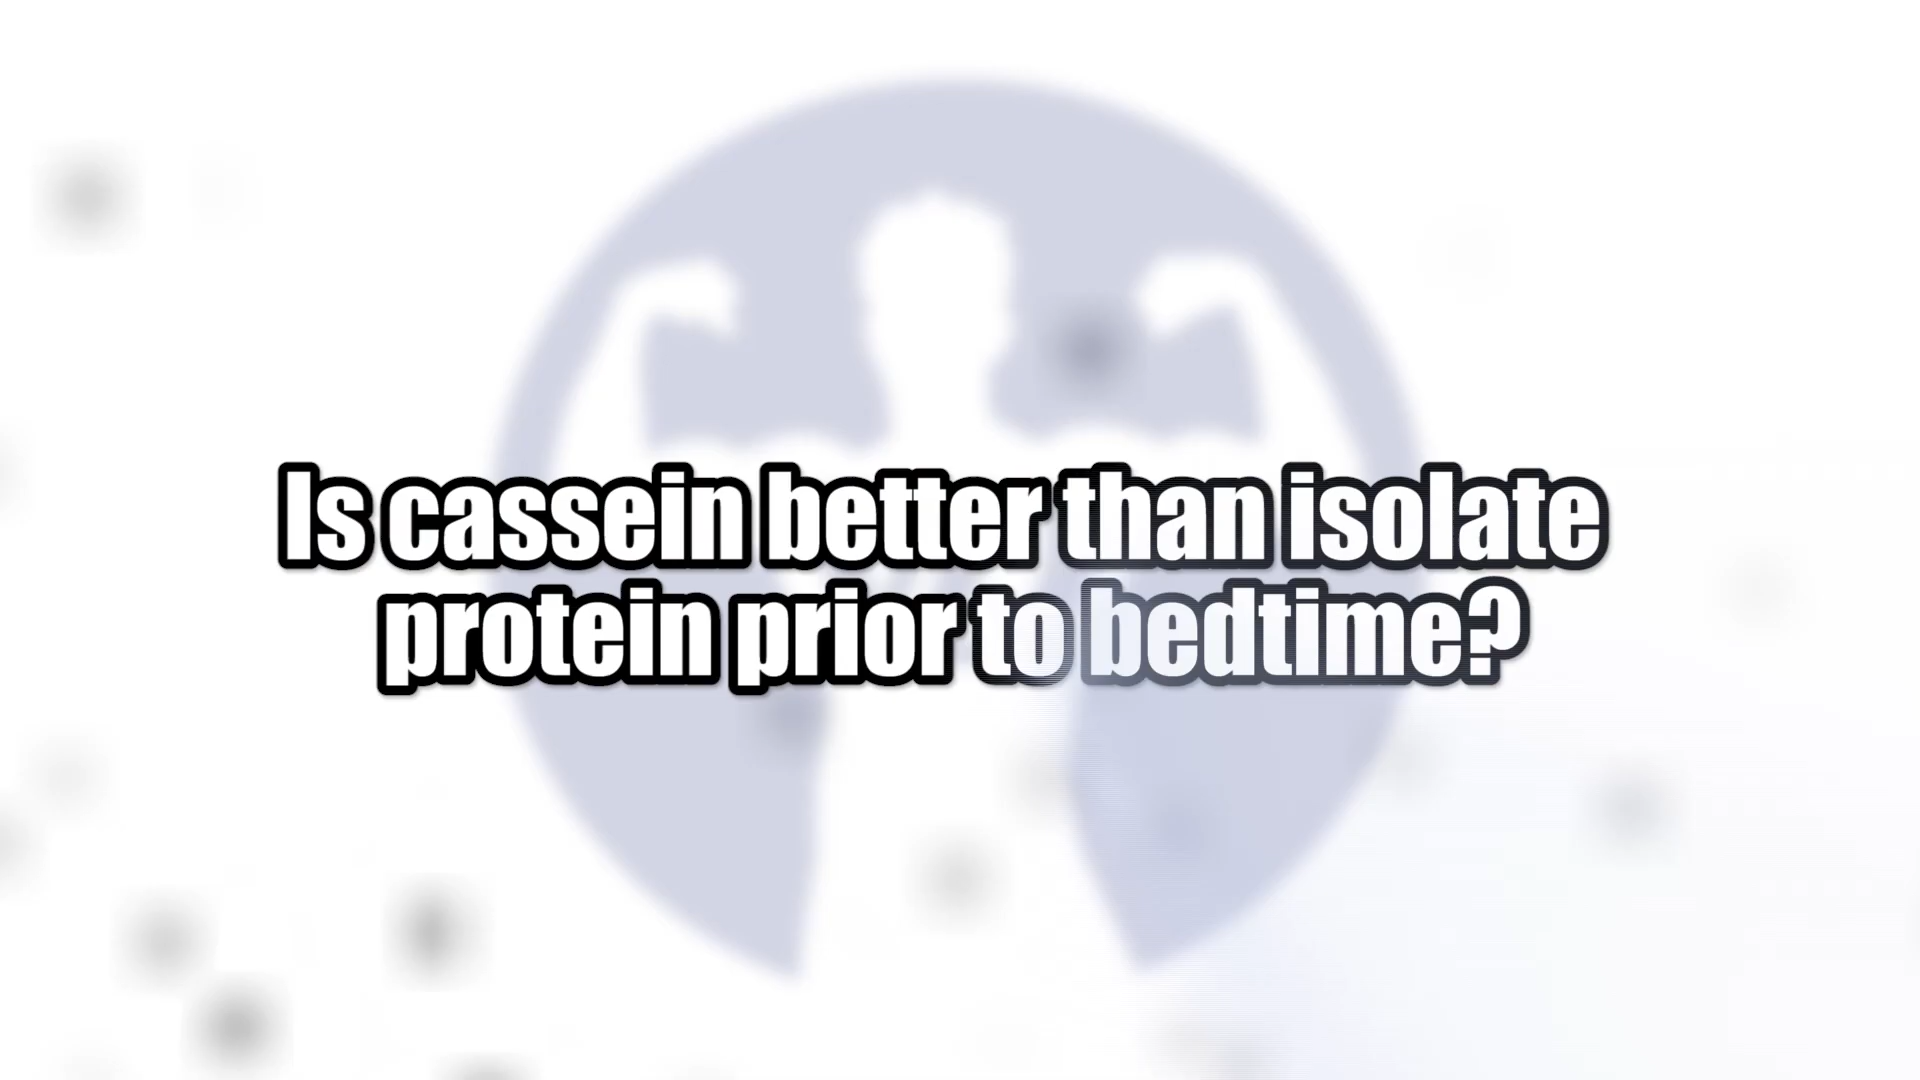 Is cassein better than isolate
protein prior to bedtime?